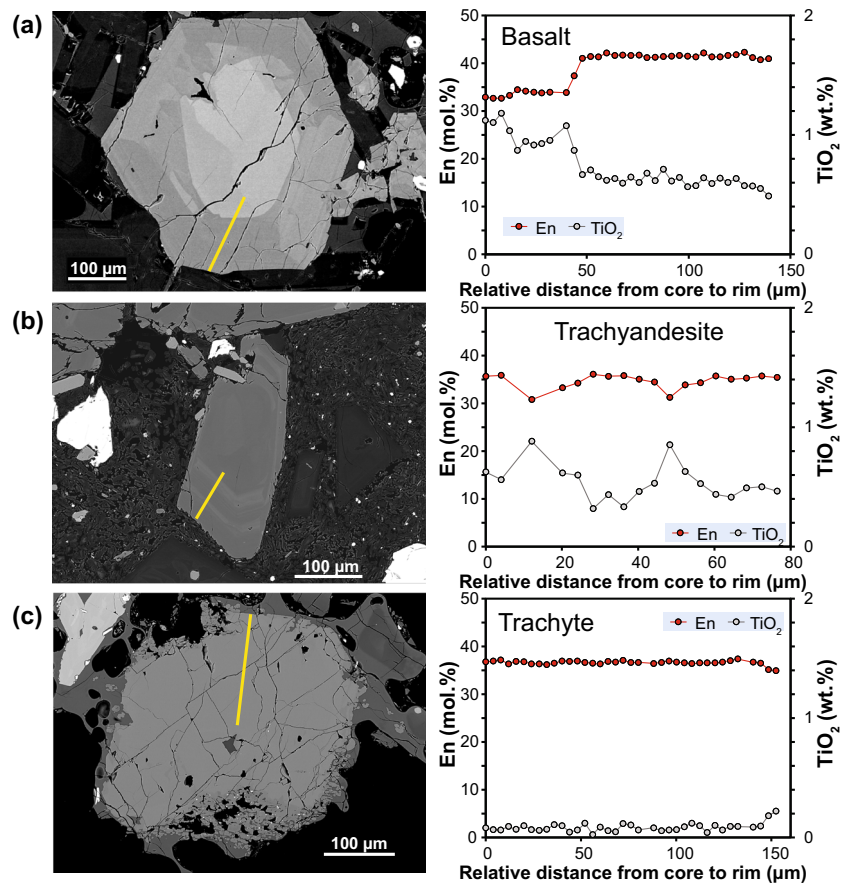 (a)
100 µm
Basalt
50
40
30
20
10
0
En (mol.%)
2
1
0
TiO₂ (wt.%)
En TiO₂
0 50 100 150
Relative distance from core to rim (µm)
(b)
100 µm
Trachyandesite
50
40
30
20
10
0
En (mol.%)
2
1
0
TiO₂ (wt.%)
En TiO₂
0 20 40 60 80
Relative distance from core to rim (µm)
(c)
100 µm
Trachyte
En TiO₂
50
40
30
20
10
0
En (mol.%)
2
1
0
TiO₂ (wt.%)
0 50 100 150
Relative distance from core to rim (µm)